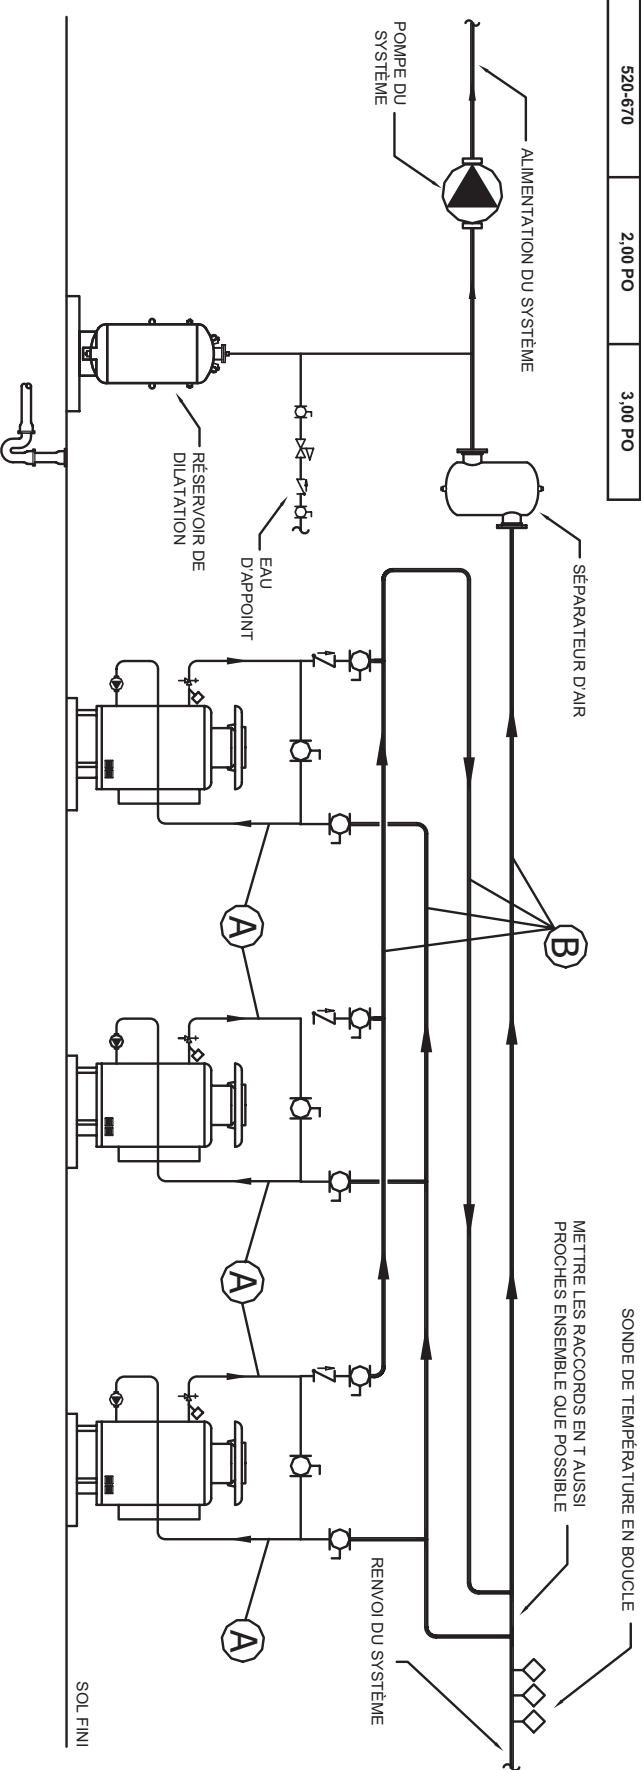 520-670
2,00 PO
3,00 PO
SONDE DE TEMPÉRATURE EN BOUCLE
METTRE LES RACCORDS EN T AUSSI
PROCHES ENSEMBLE QUE POSSIBLE
ALIMENTATION DU SYSTÈME
SÉPARATEUR D'AIR
B
POMPE DU
SYSTÈME
RENVOI DU SYSTÈME
EAU
D'APPOINT
RÉSERVOIR DE
DILATATION
A
A
A
SOL FINI